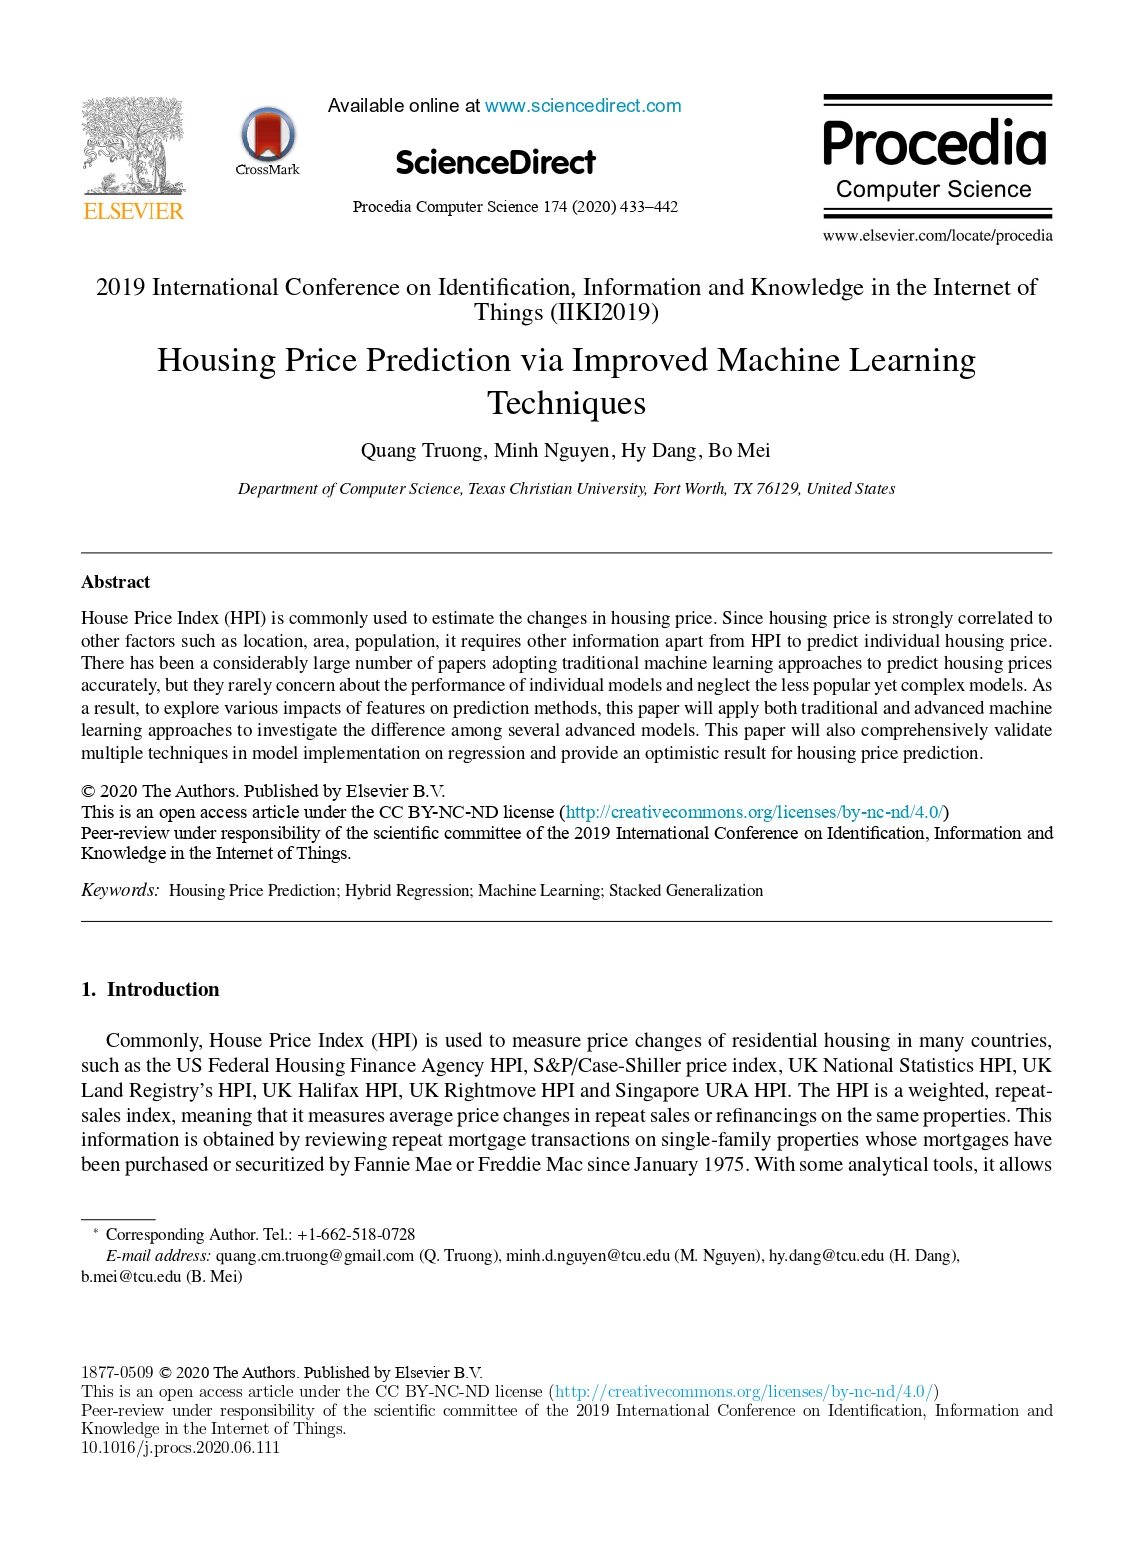 ELSEVIER
CrossMark
Available online at www.sciencedirect.com
ScienceDirect
Procedia Computer Science 174 (2020) 433–442
Procedia
Computer Science
www.elsevier.com/locate/procedia
2019 International Conference on Identification, Information and Knowledge in the Internet of
Things (IIKI2019)
Housing Price Prediction via Improved Machine Learning
Techniques
Quang Truong, Minh Nguyen, Hy Dang, Bo Mei
Department of Computer Science, Texas Christian University, Fort Worth, TX 76129, United States
Abstract
House Price Index (HPI) is commonly used to estimate the changes in housing price. Since housing price is strongly correlated to
other factors such as location, area, population, it requires other information apart from HPI to predict individual housing price.
There has been a considerably large number of papers adopting traditional machine learning approaches to predict housing prices
accurately, but they rarely concern about the performance of individual models and neglect the less popular yet complex models. As
a result, to explore various impacts of features on prediction methods, this paper will apply both traditional and advanced machine
learning approaches to investigate the difference among several advanced models. This paper will also comprehensively validate
multiple techniques in model implementation on regression and provide an optimistic result for housing price prediction.
© 2020 The Authors. Published by Elsevier B.V.
This is an open access article under the CC BY-NC-ND license (http://creativecommons.org/licenses/by-nc-nd/4.0/)
Peer-review under responsibility of the scientific committee of the 2019 International Conference on Identification, Information and
Knowledge in the Internet of Things.
Keywords: Housing Price Prediction; Hybrid Regression; Machine Learning; Stacked Generalization
1. Introduction
Commonly, House Price Index (HPI) is used to measure price changes of residential housing in many countries,
such as the US Federal Housing Finance Agency HPI, S&P/Case-Shiller price index, UK National Statistics HPI, UK
Land Registry's HPI, UK Halifax HPI, UK Rightmove HPI and Singapore URA HPI. The HPI is a weighted, repeat-
sales index, meaning that it measures average price changes in repeat sales or refinancings on the same properties. This
information is obtained by reviewing repeat mortgage transactions on single-family properties whose mortgages have
been purchased or securitized by Fannie Mae or Freddie Mac since January 1975. With some analytical tools, it allows
* Corresponding Author. Tel.: +1-662-518-0728
E-mail address: quang.cm.truong@gmail.com (Q. Truong), minh.d.nguyen@tcu.edu (M. Nguyen), hy.dang@tcu.edu (H. Dang),
b.mei@tcu.edu (B. Mei)
1877-0509 © 2020 The Authors. Published by Elsevier B.V.
This is an open access article under the CC BY-NC-ND license (http://creativecommons.org/licenses/by-nc-nd/4.0/)
Peer-review under responsibility of the scientific committee of the 2019 International Conference on Identification, Information and
Knowledge in the Internet of Things.
10.1016/j.procs.2020.06.111